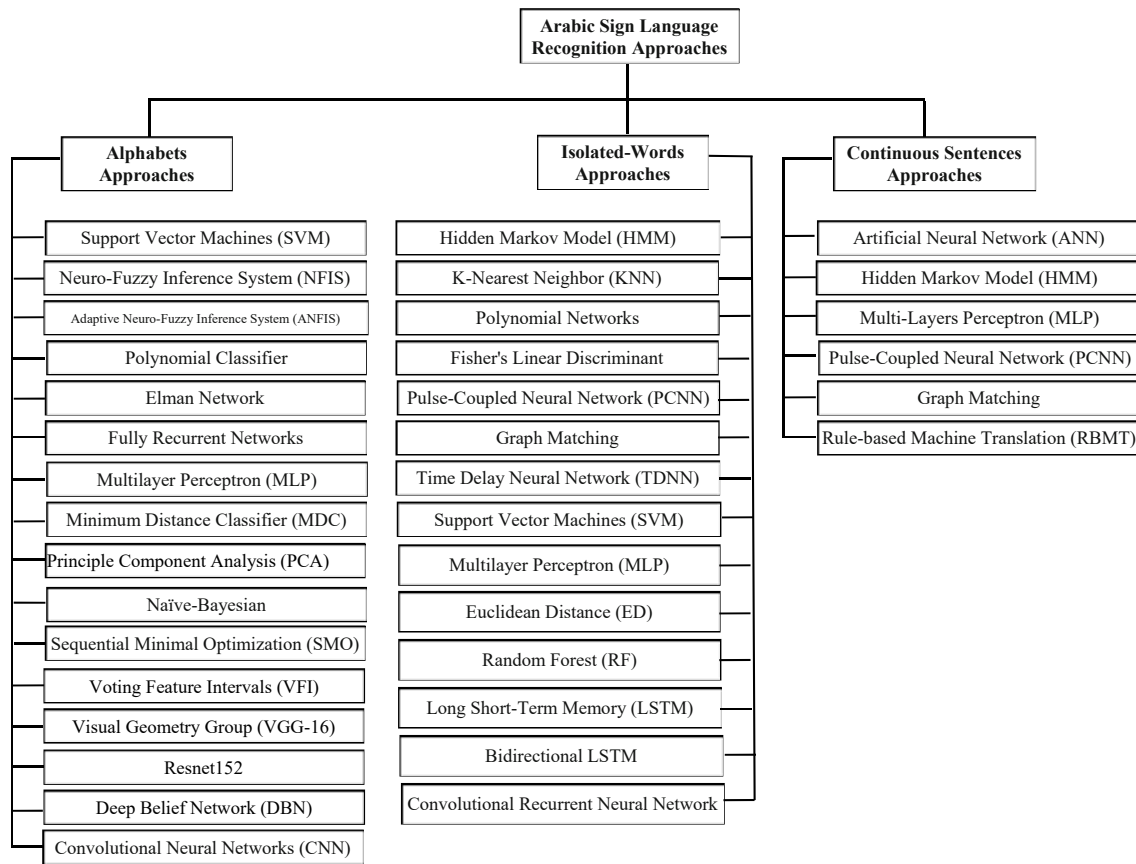 Arabic Sign Language
Recognition Approaches
Alphabets
Approaches
Support Vector Machines (SVM)
Neuro-Fuzzy Inference System (NFIS)
Adaptive Neuro-Fuzzy Inference System (ANFIS)
Polynomial Classifier
Elman Network
Fully Recurrent Networks
Multilayer Perceptron (MLP)
Minimum Distance Classifier (MDC)
Principle Component Analysis (PCA)
Naïve-Bayesian
Sequential Minimal Optimization (SMO)
Voting Feature Intervals (VFI)
Visual Geometry Group (VGG-16)
Resnet152
Deep Belief Network (DBN)
Convolutional Neural Networks (CNN)
Isolated-Words
Approaches
Hidden Markov Model (HMM)
K-Nearest Neighbor (KNN)
Polynomial Networks
Fisher's Linear Discriminant
Pulse-Coupled Neural Network (PCNN)
Graph Matching
Time Delay Neural Network (TDNN)
Support Vector Machines (SVM)
Multilayer Perceptron (MLP)
Euclidean Distance (ED)
Random Forest (RF)
Long Short-Term Memory (LSTM)
Bidirectional LSTM
Convolutional Recurrent Neural Network
Continuous Sentences
Approaches
Artificial Neural Network (ANN)
Hidden Markov Model (HMM)
Multi-Layers Perceptron (MLP)
Pulse-Coupled Neural Network (PCNN)
Graph Matching
Rule-based Machine Translation (RBMT)